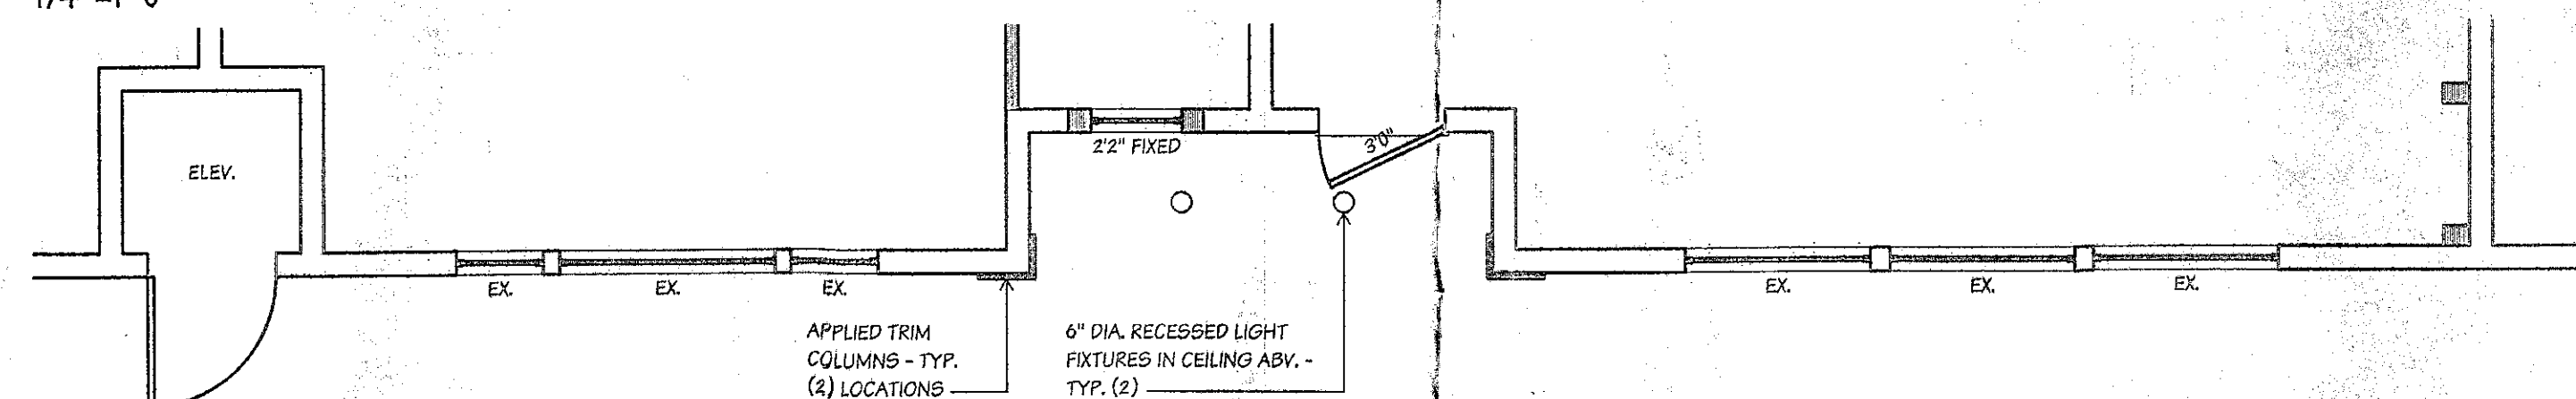 ELEV.
2'2" FIXED
3'0"
EX.
EX.
EX.
EX.
EX.
EX.
APPLIED TRIM
COLUMNS - TYP.
(2) LOCATIONS
6" DIA. RECESSED LIGHT
FIXTURES IN CEILING ABV. -
TYP. (2)